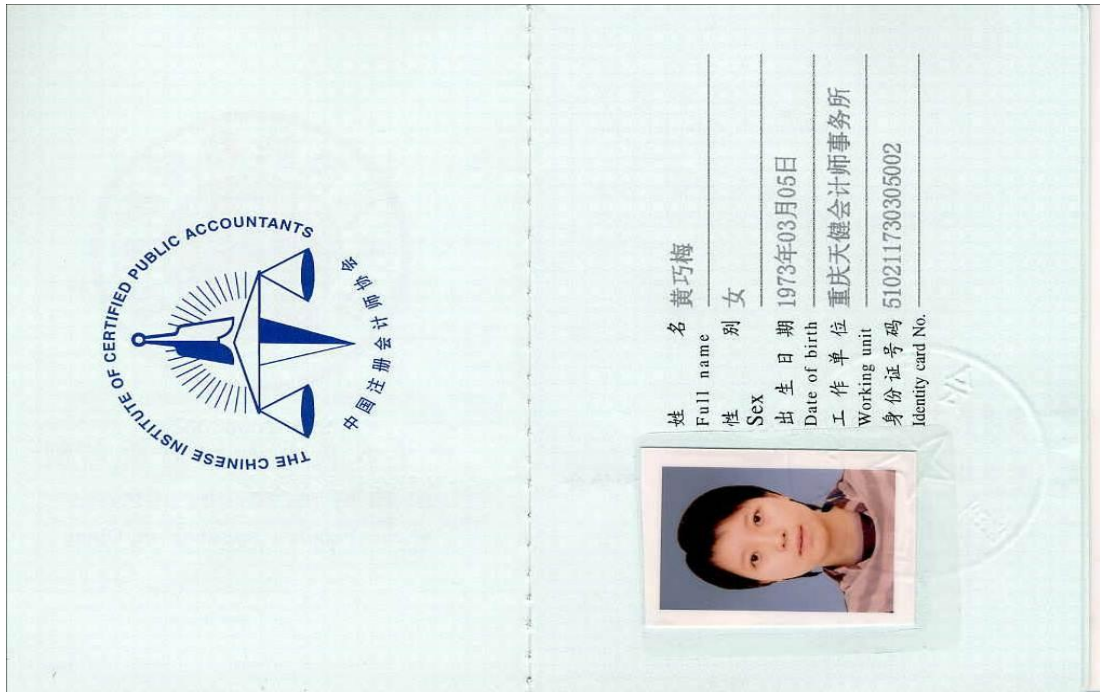 THE CHINESE INSTITUTE OF CERTIFIED PUBLIC ACCOUNTANTS
中国注册会计师协会
姓 名 黄巧梅
Full name
性 别 女
Sex
出 生 日 期 1973年03月05日
Date of birth
工 作 单 位 重庆天健会计师事务所
Working unit
身 份 证 号 码 510211730305002
Identity card No.